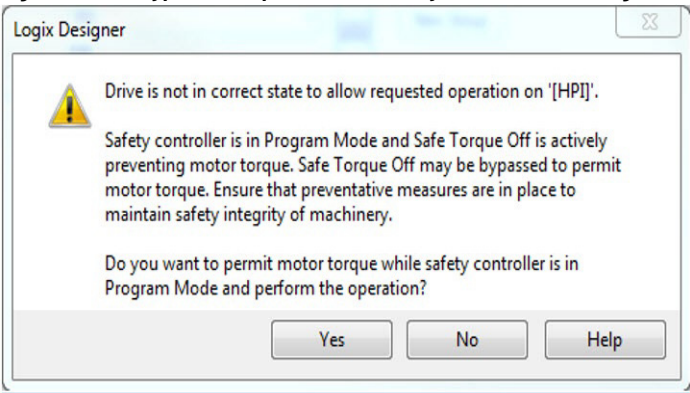 Logix Designer
Drive is not in correct state to allow requested operation on '[HPI]'.
Safety controller is in Program Mode and Safe Torque Off is actively
preventing motor torque. Safe Torque Off may be bypassed to permit
motor torque. Ensure that preventative measures are in place to
maintain safety integrity of machinery.
Do you want to permit motor torque while safety controller is in
Program Mode and perform the operation?
Yes
No
Help